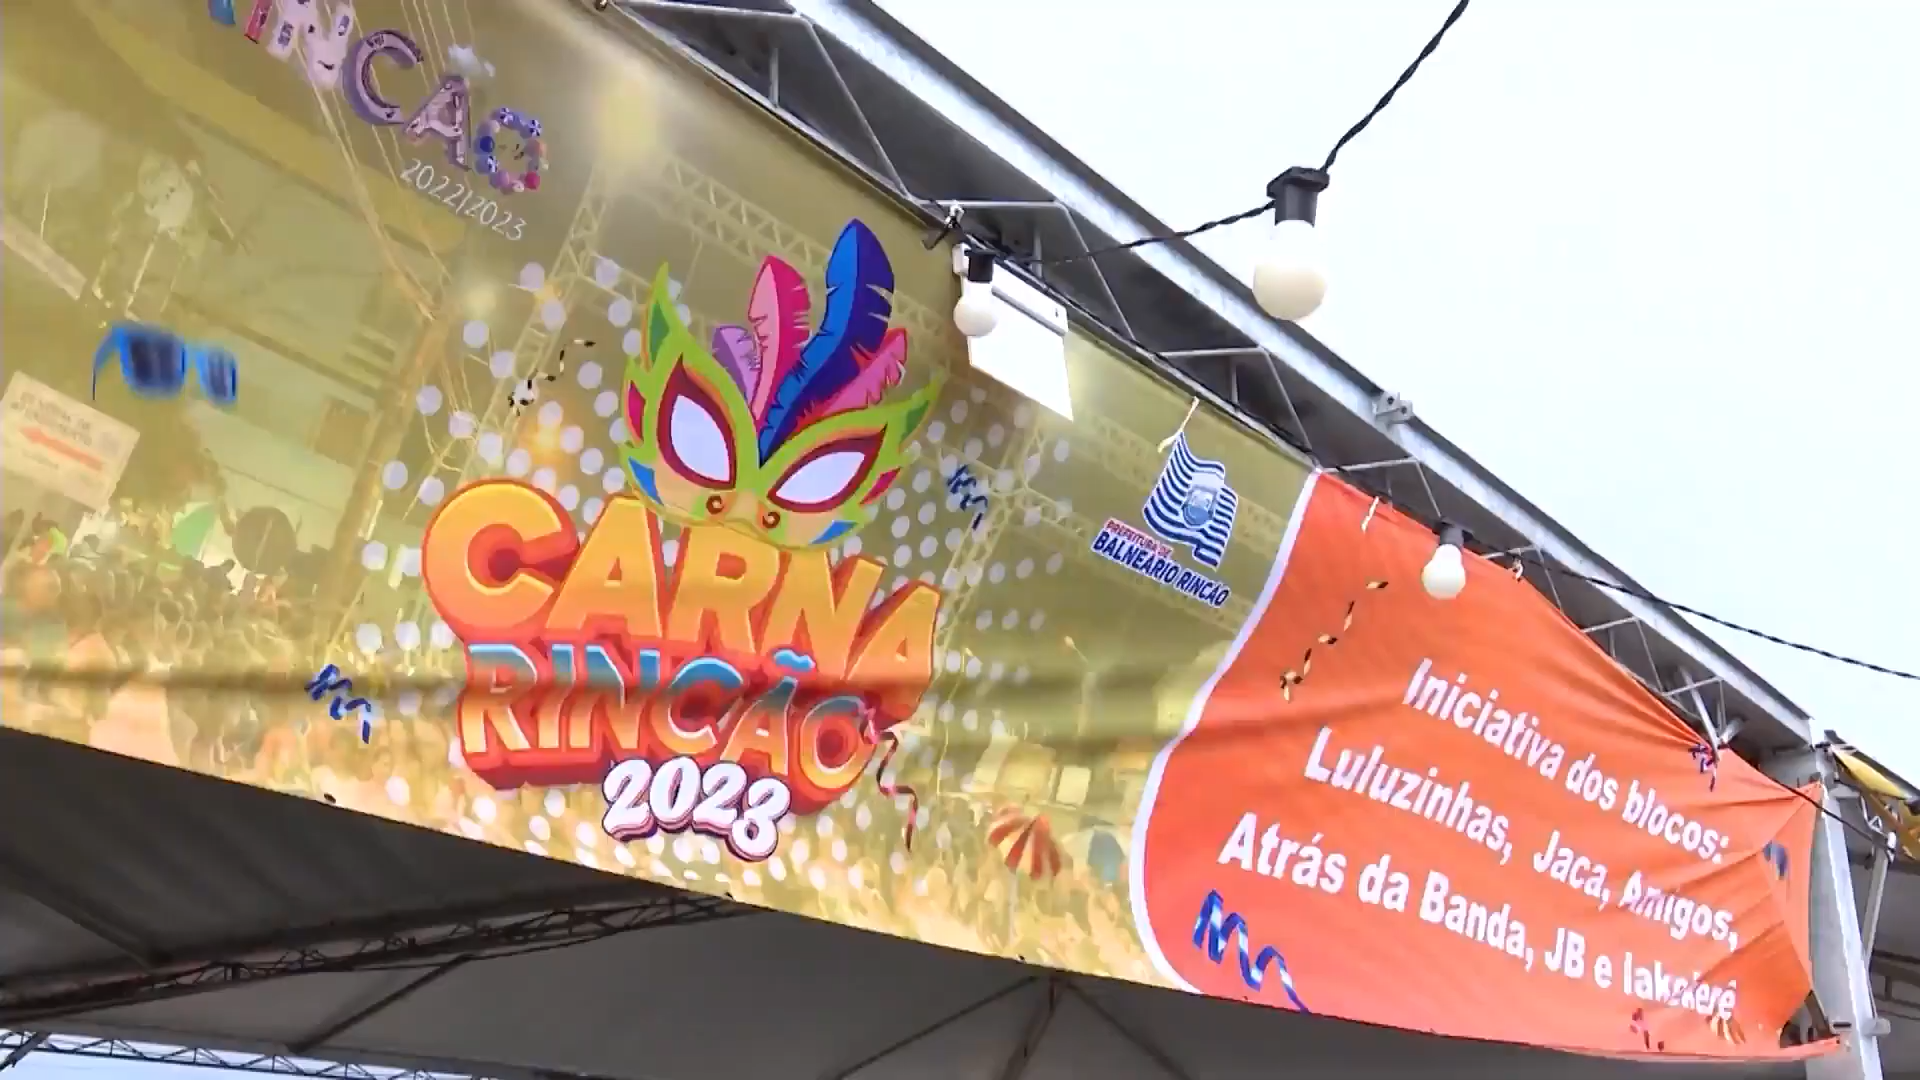 RINCÃO
2022|2023
CARNA
RINCÃO
2023
PREFEITURA DE
BALNEÁRIO RINCÃO
Iniciativa dos blocos:
Luluzinhas, Jaca, Amigos,
Atrás da Banda, JB e Iakekerê